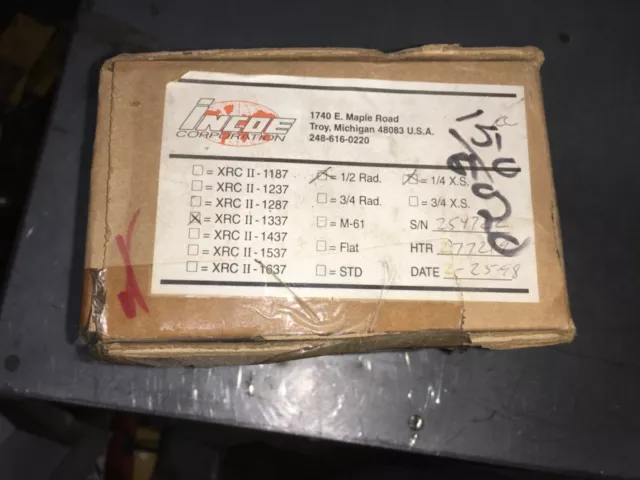 incoe
CORPORATION
1740 E. Maple Road
Troy, Michigan 48083 U.S.A.
248-616-0220
= XRC II - 1187
= XRC II - 1237
= XRC II - 1287
= XRC II - 1337
= XRC II - 1437
= XRC II - 1537
= XRC II - 1637
= 1/2 Rad.
= 3/4 Rad.
= M-61
= Flat
= STD
= 1/4 X.S.
= 3/4 X.S.
S/N
HTR
DATE